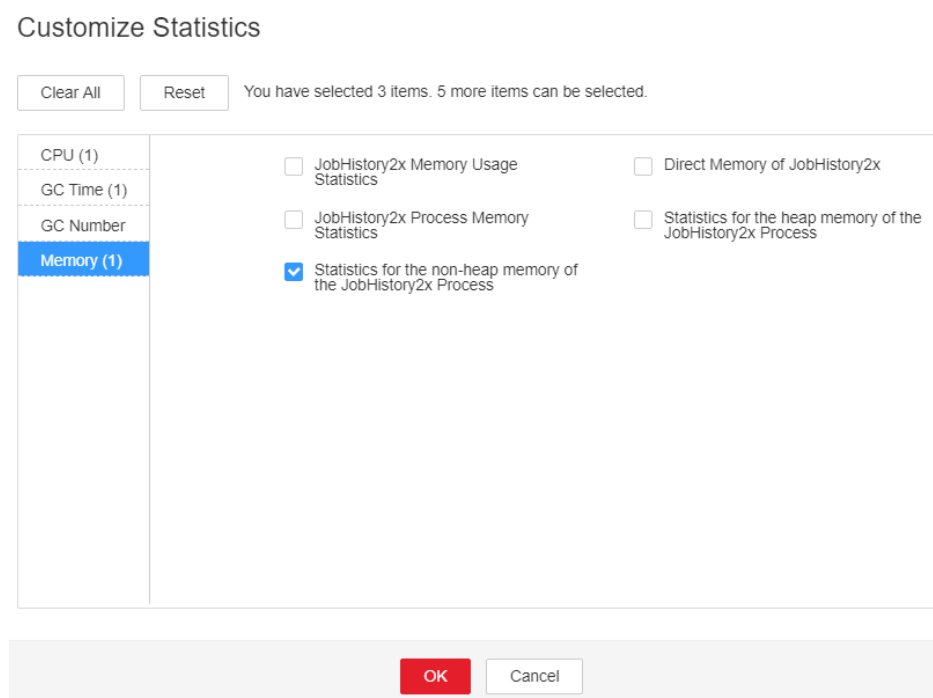 Customize Statistics
Clear All
Reset
You have selected 3 items. 5 more items can be selected.
CPU (1)
GC Time (1)
GC Number
Memory (1)
JobHistory2x Memory Usage
Statistics
Direct Memory of JobHistory2x
JobHistory2x Process Memory
Statistics
Statistics for the heap memory of the
JobHistory2x Process
Statistics for the non-heap memory of
the JobHistory2x Process
OK
Cancel